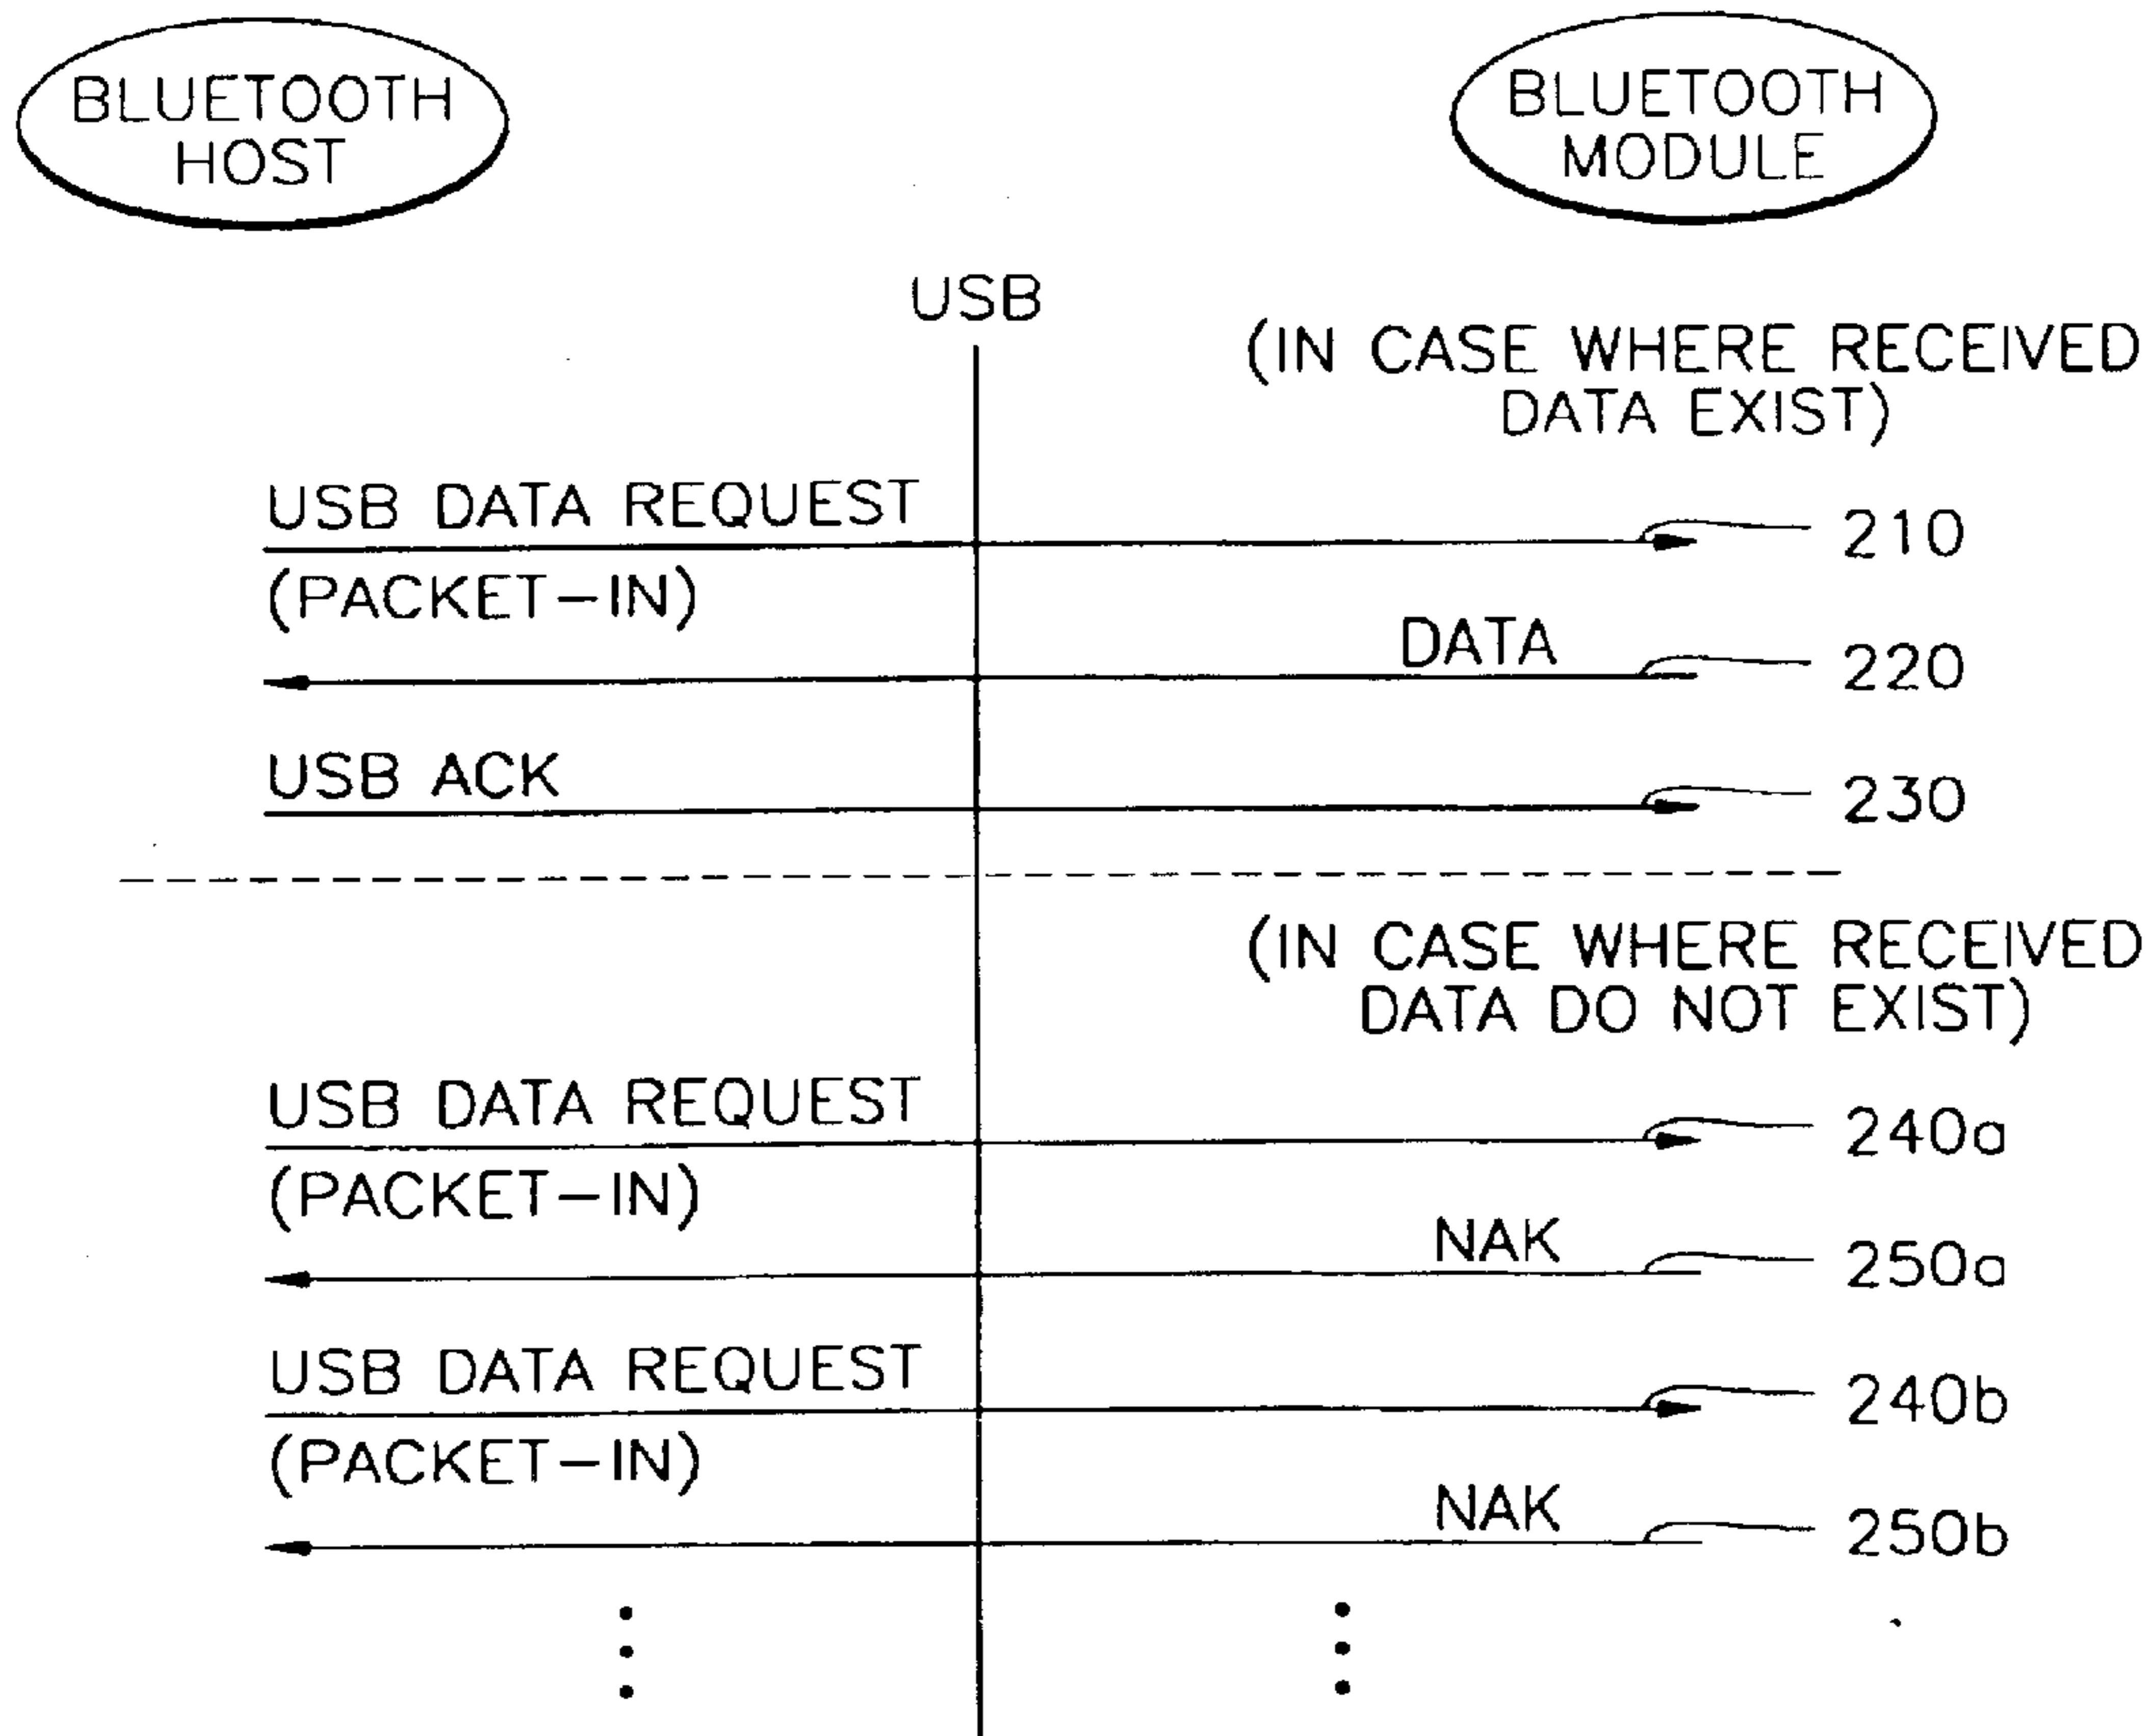 BLUETOOTH
HOST
BLUETOOTH
MODULE
USB
(IN CASE WHERE RECEIVED
DATA EXIST)
USB DATA REQUEST
210
(PACKET-IN)
DATA
220
USB ACK
230
(IN CASE WHERE RECEIVED
DATA DO NOT EXIST)
USB DATA REQUEST
240a
(PACKET-IN)
NAK
250a
USB DATA REQUEST
240b
(PACKET-IN)
NAK
250b